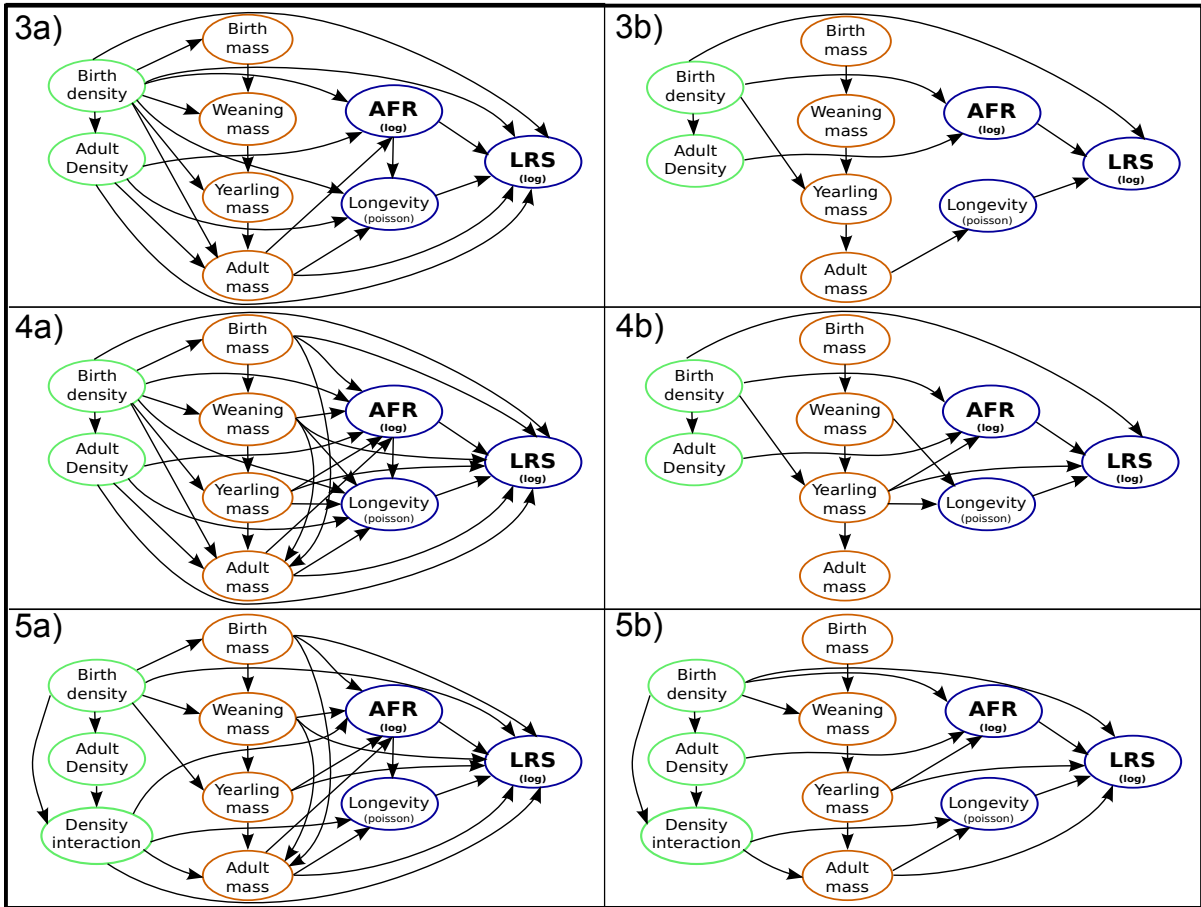 3a)
Birth
mass
Birth
density
Weaning
mass
AFR
(log)
Adult
Density
LRS
(log)
Yearling
mass
Longevity
(poisson)
Adult
mass
3b)
Birth
mass
Birth
density
Weaning
mass
AFR
(log)
Adult
Density
LRS
(log)
Yearling
mass
Longevity
(poisson)
Adult
mass
4a)
Birth
mass
Birth
density
Weaning
mass
AFR
(log)
Adult
Density
LRS
(log)
Yearling
mass
Longevity
(poisson)
Adult
mass
4b)
Birth
mass
Birth
density
Weaning
mass
AFR
(log)
Adult
Density
LRS
(log)
Yearling
mass
Longevity
(poisson)
Adult
mass
5a)
Birth
mass
Birth
density
Weaning
mass
AFR
(log)
Adult
Density
LRS
(log)
Yearling
mass
Longevity
(poisson)
Density
interaction
Adult
mass
5b)
Birth
mass
Birth
density
Weaning
mass
AFR
(log)
Adult
Density
LRS
(log)
Yearling
mass
Longevity
(poisson)
Density
interaction
Adult
mass